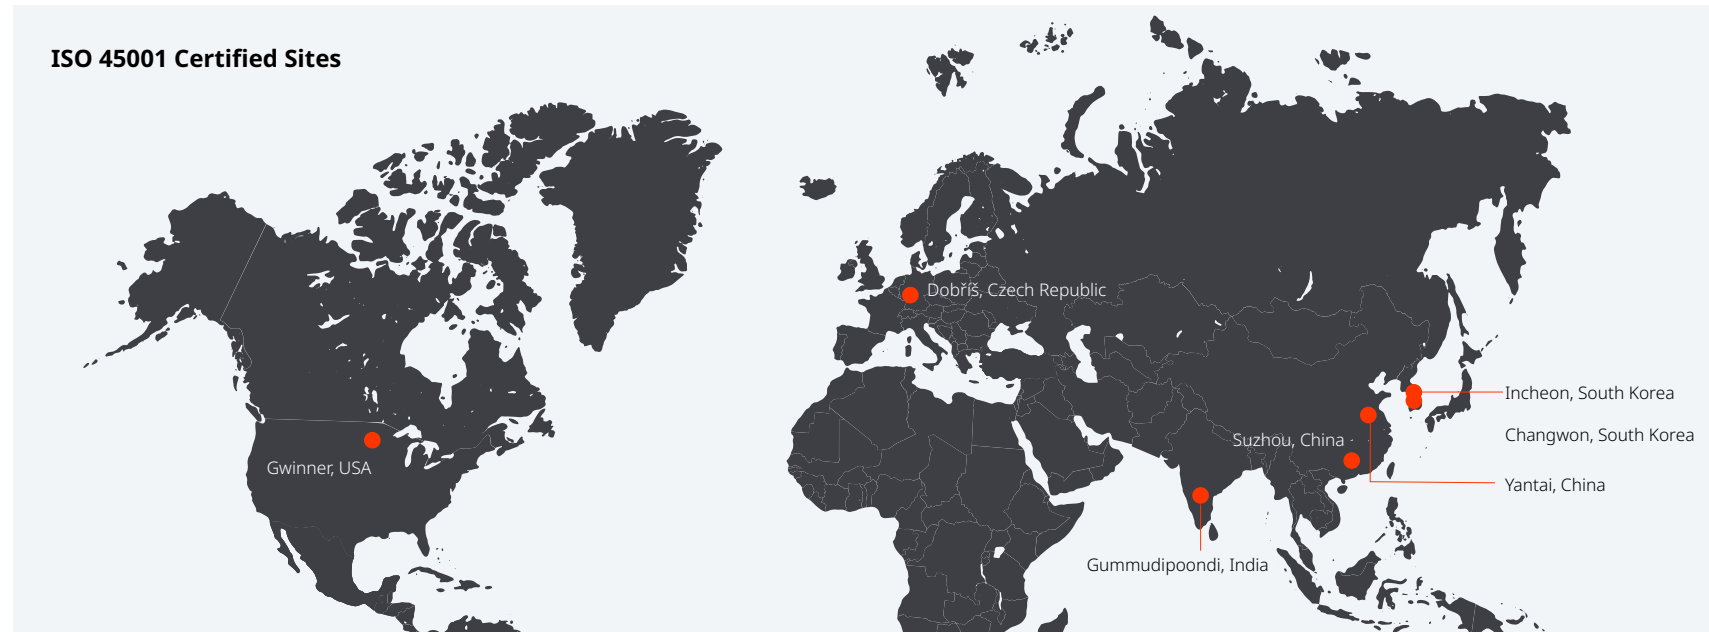 ISO 45001 Certified Sites
Dobříš, Czech Republic
Incheon, South Korea
Changwon, South Korea
Suzhou, China
Gwinner, USA
Yantai, China
Gummudipoondi, India